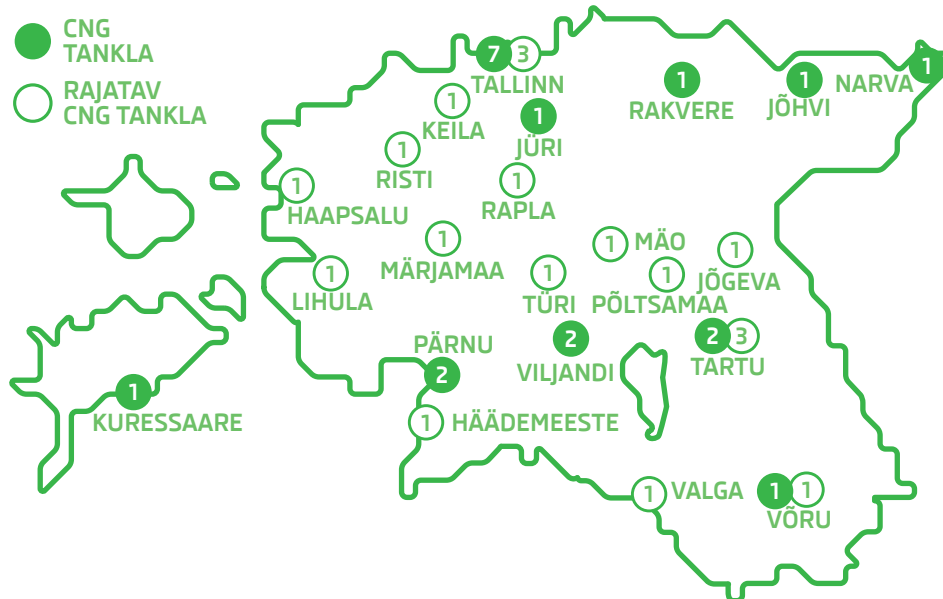 CNG
TANKLA
RAJATAV
CNG TANKLA
7 3
TALLINN
1
KEILA
1
JÜRI
1
RAKVERE
1
JÕHVI
NARVA 1
1
RISTI
1
RAPLA
1
HAAPSALU
1
MÄRJAMAA
1 MÄO
1
JÕGEVA
1
LIHULA
1
TÜRI
1
PÕLTSAMAA
PÄRNU
2
2
VILJANDI
2 3
TARTU
1
KURESSAARE
1 HÄÄDEMEESTE
1 VALGA
1 1
VÕRU